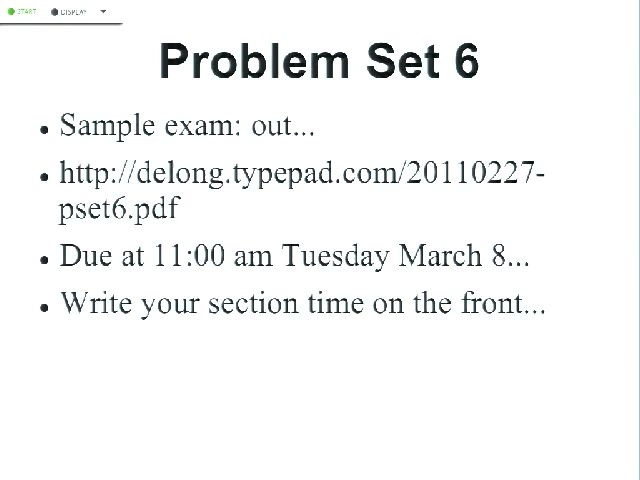 START DISPLAY
Problem Set 6
• Sample exam: out...
• http://delong.typepad.com/20110227-
pset6.pdf
• Due at 11:00 am Tuesday March 8...
• Write your section time on the front...